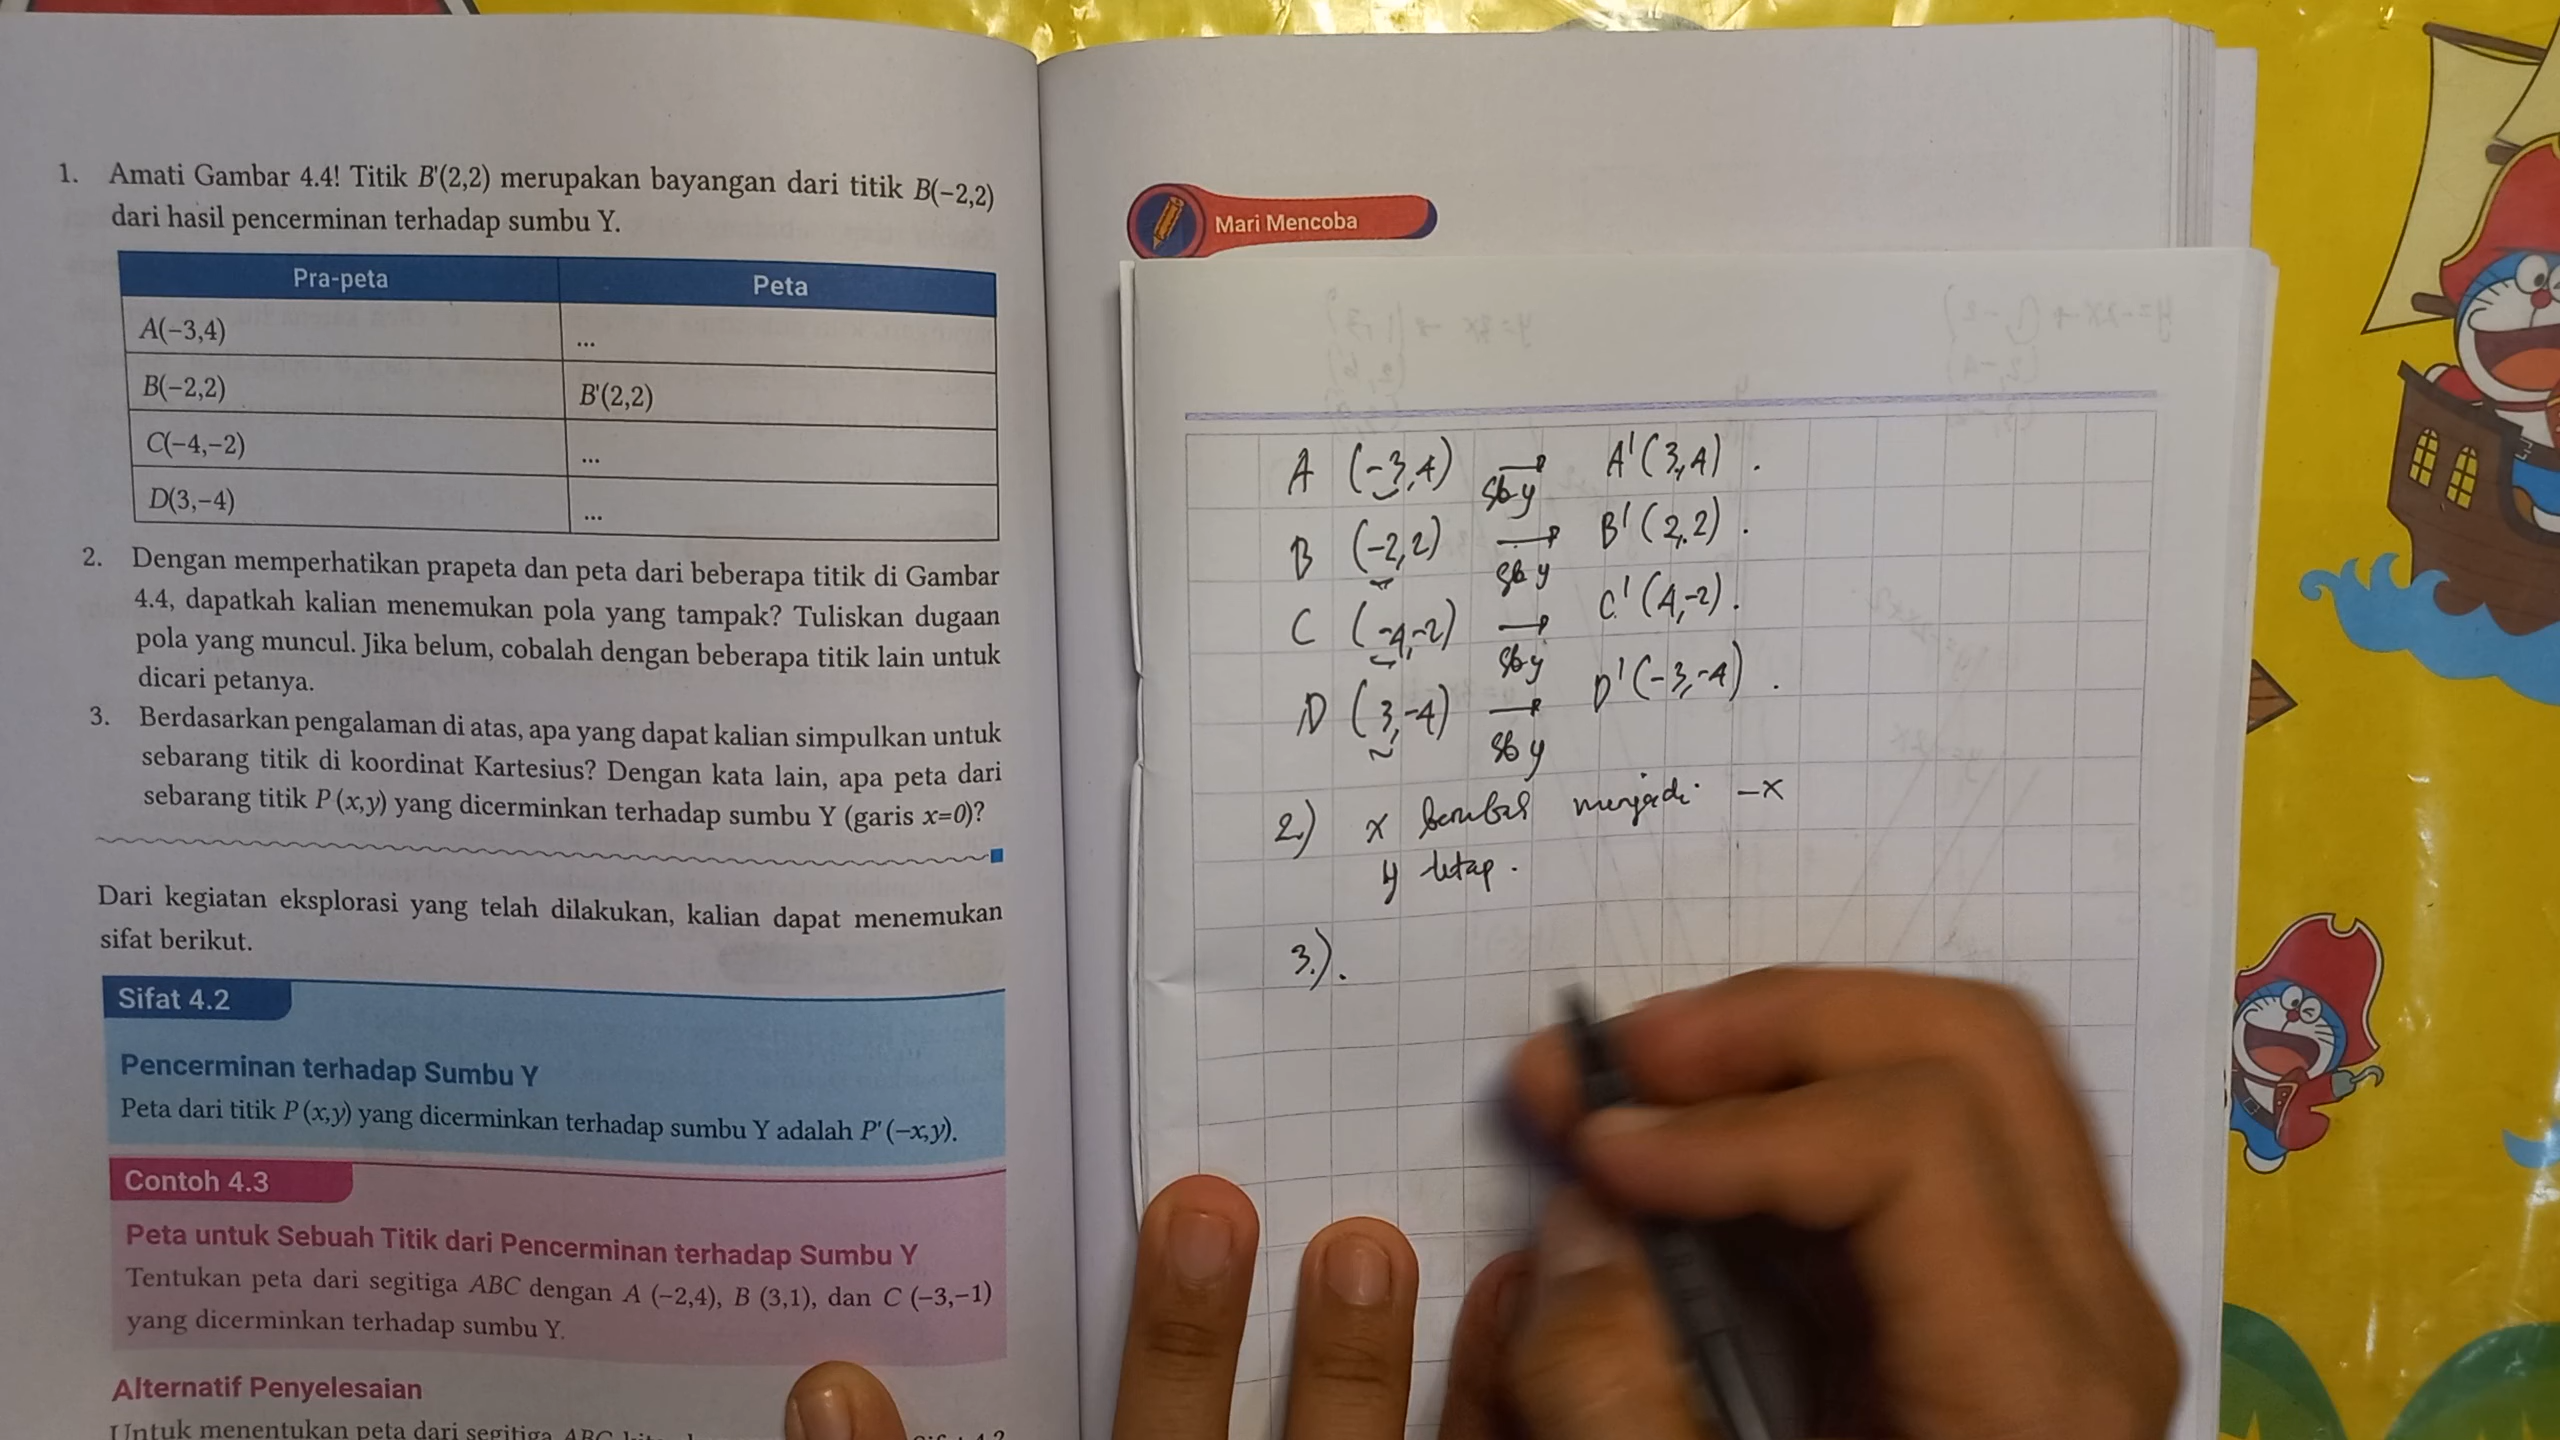 1. Amati Gambar 4.4! Titik B'(2,2) merupakan bayangan dari titik B(−2,2)
dari hasil pencerminan terhadap sumbu Y.
Pra-peta Peta
A(−3,4) ...
B(−2,2) B'(2,2)
C(−4,−2) ...
D(3,−4) ...
2. Dengan memperhatikan prapeta dan peta dari beberapa titik di Gambar
4.4, dapatkah kalian menemukan pola yang tampak? Tuliskan dugaan
pola yang muncul. Jika belum, cobalah dengan beberapa titik lain untuk
dicari petanya.
3. Berdasarkan pengalaman di atas, apa yang dapat kalian simpulkan untuk
sebarang titik di koordinat Kartesius? Dengan kata lain, apa peta dari
sebarang titik P(x,y) yang dicerminkan terhadap sumbu Y (garis x=0)?
Dari kegiatan eksplorasi yang telah dilakukan, kalian dapat menemukan
sifat berikut.
Sifat 4.2
Pencerminan terhadap Sumbu Y
Peta dari titik P(x,y) yang dicerminkan terhadap sumbu Y adalah P'(−x,y).
Contoh 4.3
Peta untuk Sebuah Titik dari Pencerminan terhadap Sumbu Y
Tentukan peta dari segitiga ABC dengan A (−2,4), B (3,1), dan C (−3,−1)
yang dicerminkan terhadap sumbu Y.
Alternatif Penyelesaian
Untuk menentukan peta dari segitiga ABC
Mari Mencoba
A (-3,4) → A'(3,4).
sb y
B (-2,2) → B'(2,2).
sb y
C (-4,-2) → C'(4,-2).
sb y
D (3,-4) → D'(-3,-4).
sb y
2) x berubah menjadi -x
y tetap.
3.).